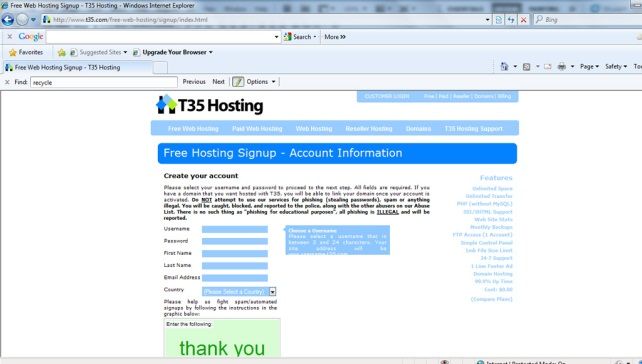 Free Web Hosting Signup - T35 Hosting - Windows Internet Explorer
http://www.t35.com/free-web-hosting/signup/index.html
Bing
x Google Search More »
Favorites Suggested Sites Upgrade Your Browser
Free Web Hosting Signup - T35 Hosting
Page Safety
x Find: recycle Previous Next Options
CUSTOMER LOGIN Free | Paid | Reseller | Domains | Billing
T35 Hosting
Free Web Hosting Paid Web Hosting Web Hosting Reseller Hosting Domains T35 Hosting Support
Free Hosting Signup - Account Information
Create your account
Please select your username and password to proceed to the next step. All fields are required. If you
have a domain that you want hosted with T35, you will be able to link your domain once your account is
activated. Do NOT attempt to use our services for phishing (stealing passwords), spam or anything
illegal. You will be caught, blocked, and reported to the police, along with the other abusers on our Abuse
List. There is no such thing as "phishing for educational purposes", all phishing is ILLEGAL and will be
reported.
Username
Password
First Name
Last Name
Email Address
Country (Please Select a Country)
Choose a Username
Please select a username that is
between 3 and 24 characters. Your
site address will be
Please help us fight spam/automated
signups by following the instructions in the
graphic below:
Enter the following:
thank you
Features
Unlimited Space
Unlimited Transfer
PHP (without MySQL)
SSI/SHTML Support
Web Site Stats
Monthly Backups
FTP Access (1 Account)
Simple Control Panel
5mb File Size Limit
24-7 Support
1 Line Footer Ad
Domain Hosting
99.9% Up Time
Cost: $0.00
(Compare Plans)